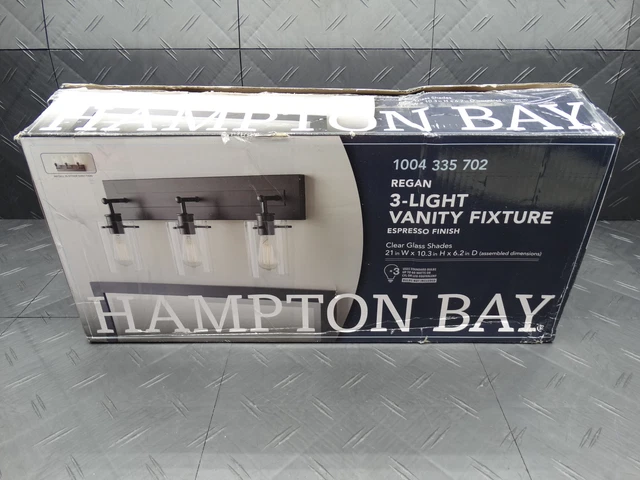 HAMPTON BAY
1004 335 702
REGAN
3-LIGHT
VANITY FIXTURE
ESPRESSO FINISH
Clear Glass Shades
21 in W x 10.3 in H x 6.2 in D (assembled dimensions)
3
HAMPTON BAY